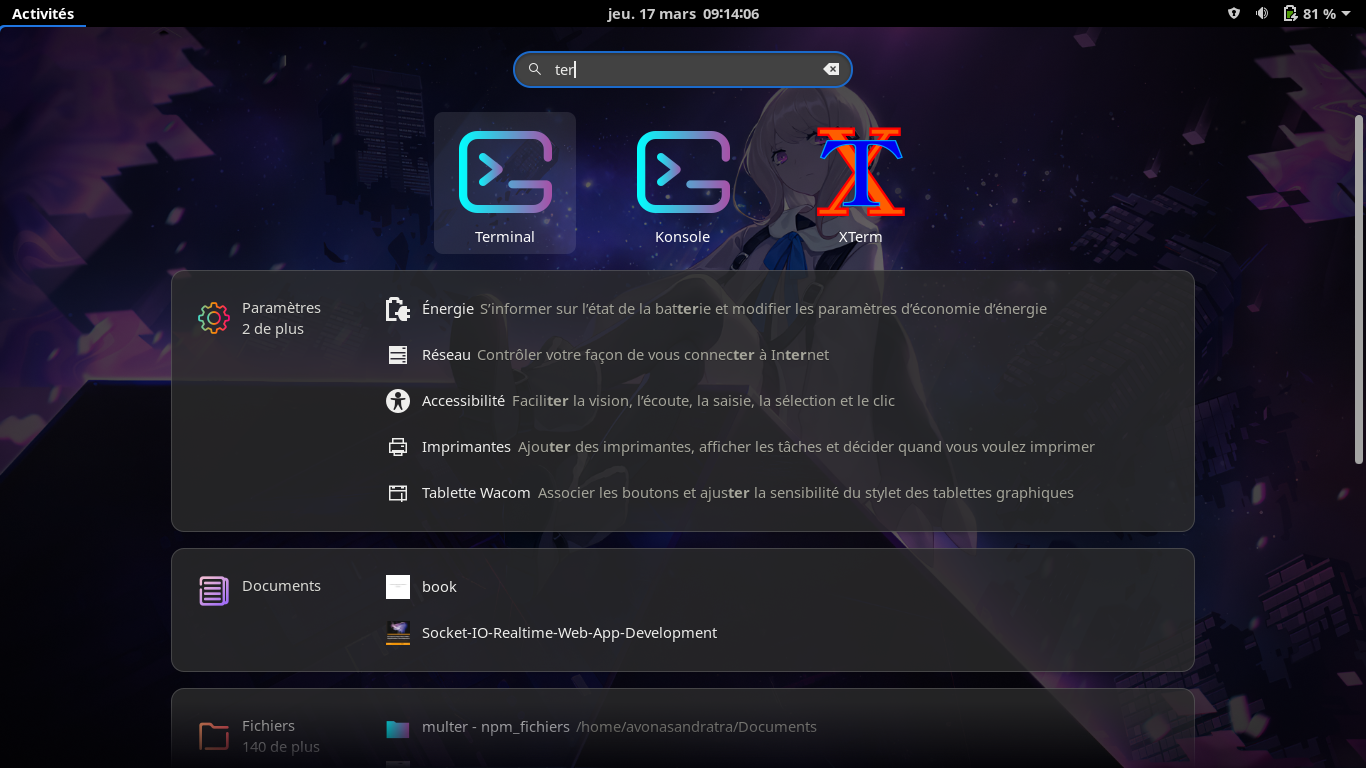 Activités
jeu. 17 mars 09:14:06
81 %
ter
Terminal
Konsole
XTerm
Paramètres
2 de plus
Énergie S’informer sur l’état de la batterie et modifier les paramètres d’économie d’énergie
Réseau Contrôler votre façon de vous connecter à Internet
Accessibilité Faciliter la vision, l’écoute, la saisie, la sélection et le clic
Imprimantes Ajouter des imprimantes, afficher les tâches et décider quand vous voulez imprimer
Tablette Wacom Associer les boutons et ajuster la sensibilité du stylet des tablettes graphiques
Documents
book
Socket-IO-Realtime-Web-App-Development
Fichiers
140 de plus
multer - npm_fichiers /home/avonasandratra/Documents